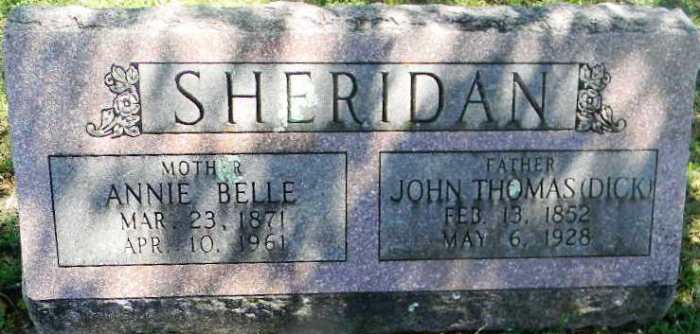 SHERIDAN
MOTHER
ANNIE BELLE
MAR. 23, 1871
APR. 10, 1961
FATHER
JOHN THOMAS (DICK)
FEB. 13, 1852
MAY 6, 1928